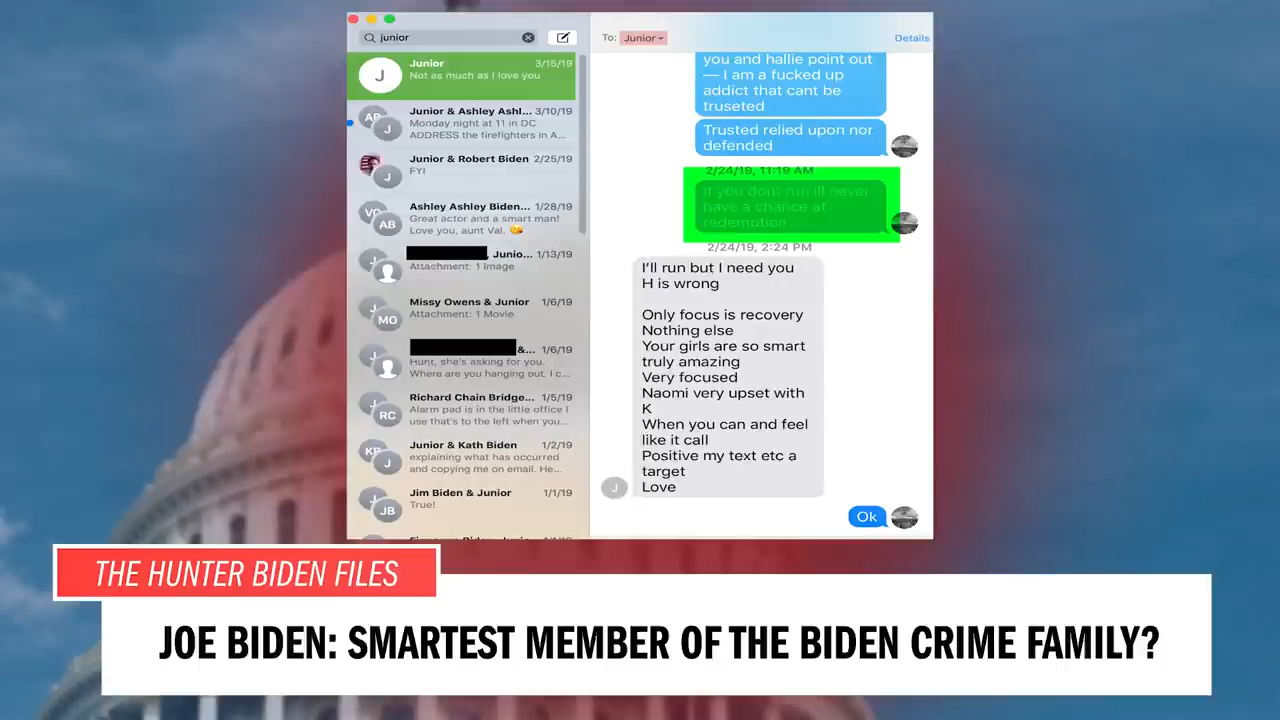 junior
Junior 3/15/19
Not as much as I love you
Junior & Ashley Ashl... 3/10/19
Monday night at 11 in DC
ADDRESS the firefighters in A...
Junior & Robert Biden 2/25/19
FYI
Ashley Ashley Biden... 1/28/19
Great actor and a smart man!
Love you, aunt Val. 😘
, Junio... 1/13/19
Attachment: 1 Image
Missy Owens & Junior 1/6/19
Attachment: 1 Movie
&... 1/6/19
Hunt, she's asking for you.
Where are you hanging out. I c...
Richard Chain Bridge... 1/5/19
Alarm pad is in the little office I
use that's to the left when you...
Junior & Kath Biden 1/2/19
explaining what has occurred
and copying me on email. He...
Jim Biden & Junior 1/1/19
True!
J
J
J
AB
J
J
MO
J
J
RC
J
J
JB
To: Junior
Details
you and hallie point out
— I am a fucked up
addict that cant be
truseted
Trusted relied upon nor
defended
2/24/19, 11:19 AM
If you dont run ill never
have a chance at
redemption
2/24/19, 2:24 PM
I'll run but I need you
H is wrong
Only focus is recovery
Nothing else
Your girls are so smart
truly amazing
Very focused
Naomi very upset with
K
When you can and feel
like it call
Positive my text etc a
target
Love
J
Ok
THE HUNTER BIDEN FILES
JOE BIDEN: SMARTEST MEMBER OF THE BIDEN CRIME FAMILY?